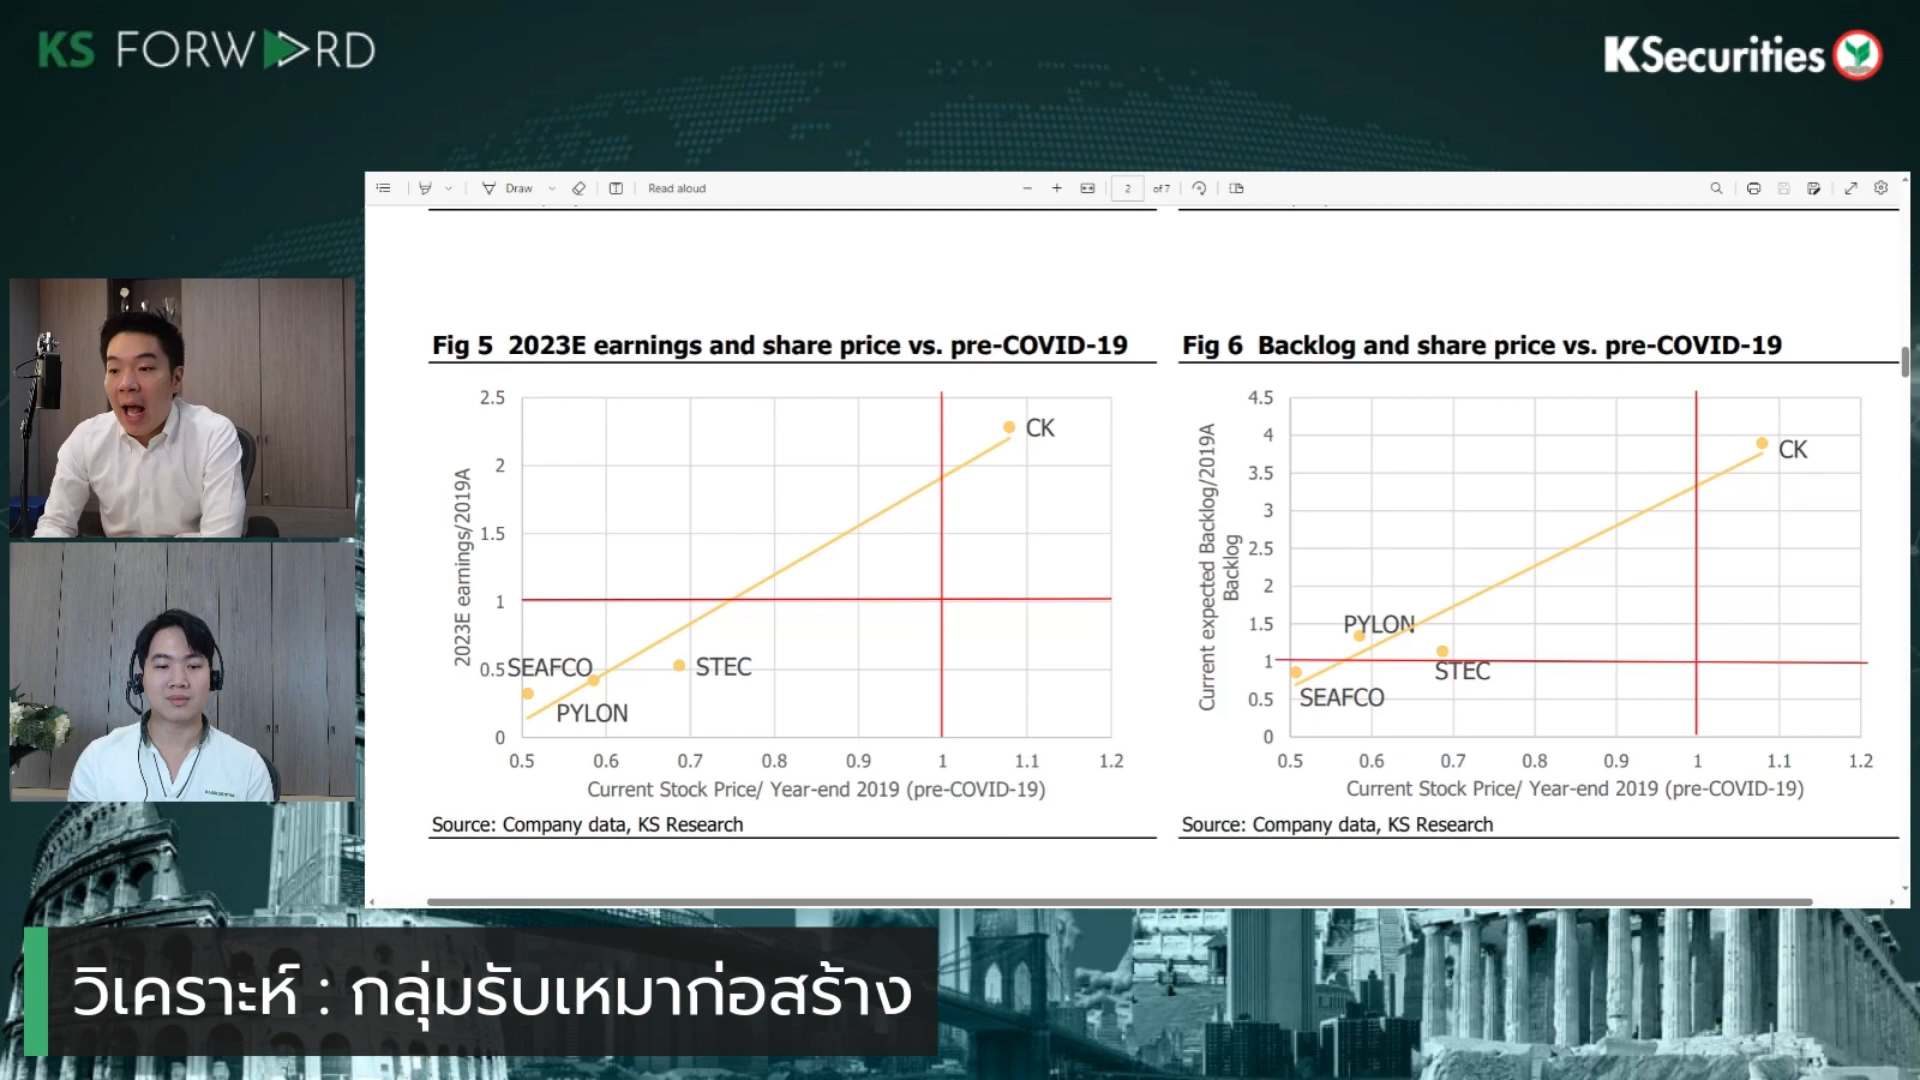 KS FORWARD
KSecurities
Draw
Read aloud
2
of 7
Fig 5 2023E earnings and share price vs. pre-COVID-19
2.5
2
1.5
1
0.5
0
2023E earnings/2019A
CK
SEAFCO
STEC
PYLON
0.5 0.6 0.7 0.8 0.9 1 1.1 1.2
Current Stock Price/ Year-end 2019 (pre-COVID-19)
Source: Company data, KS Research
Fig 6 Backlog and share price vs. pre-COVID-19
4.5
4
3.5
3
2.5
2
1.5
1
0.5
0
Current expected Backlog/2019A
Backlog
CK
PYLON
STEC
SEAFCO
0.5 0.6 0.7 0.8 0.9 1 1.1 1.2
Current Stock Price/ Year-end 2019 (pre-COVID-19)
Source: Company data, KS Research
วิเคราะห์ : กลุ่มรับเหมาก่อสร้าง